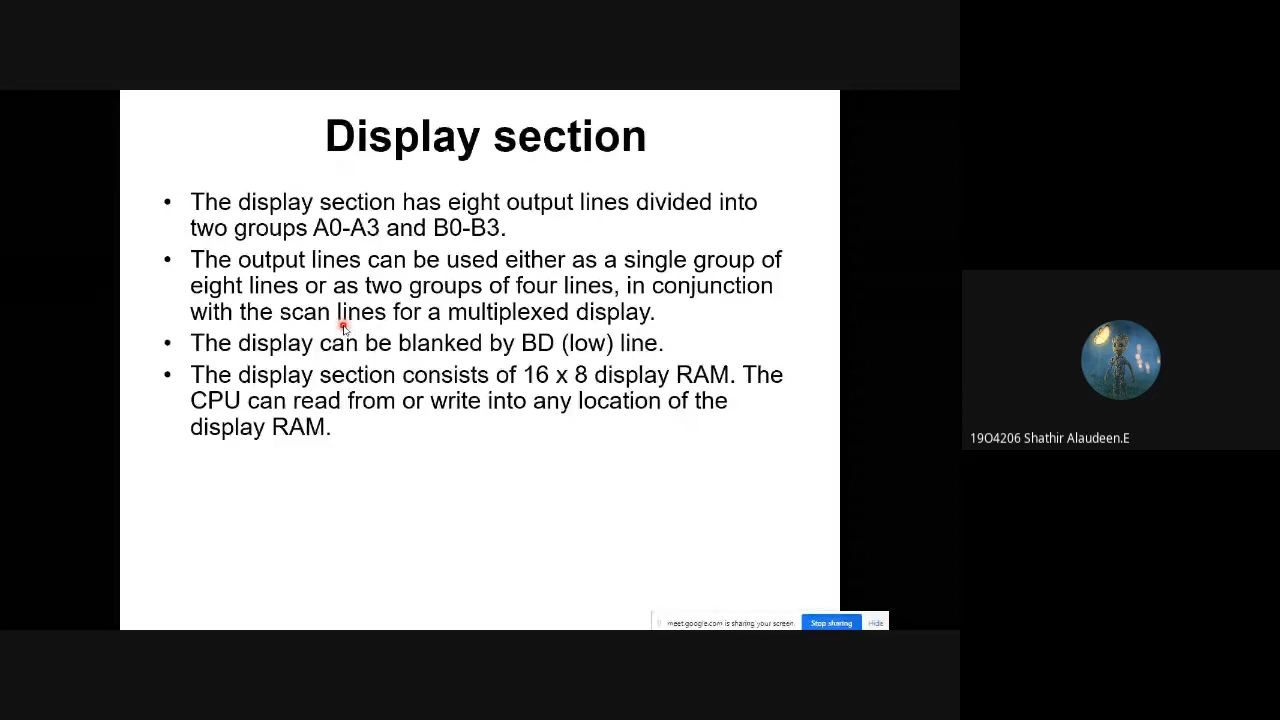 Display section
• The display section has eight output lines divided into
two groups A0-A3 and B0-B3.
• The output lines can be used either as a single group of
eight lines or as two groups of four lines, in conjunction
with the scan lines for a multiplexed display.
• The display can be blanked by BD (low) line.
• The display section consists of 16 x 8 display RAM. The
CPU can read from or write into any location of the
display RAM.
19O4206 Shathir Alaudeen.E
meet.google.com is sharing your screen. Stop sharing Hide